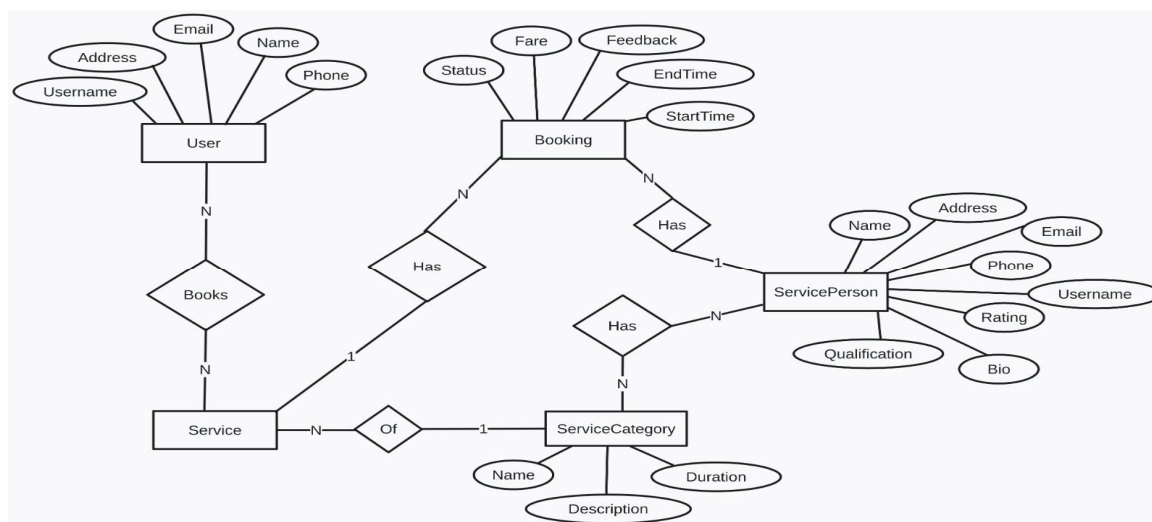 Email
Name
Address
Phone
Username
User
Fare
Feedback
Status
EndTime
StartTime
Booking
N
N
N
Has
Name
Address
Email
Phone
Username
Rating
Bio
Qualification
ServicePerson
1
Has
Books
Has
N
1
N
N
Service
N
Of
1
ServiceCategory
Name
Duration
Description